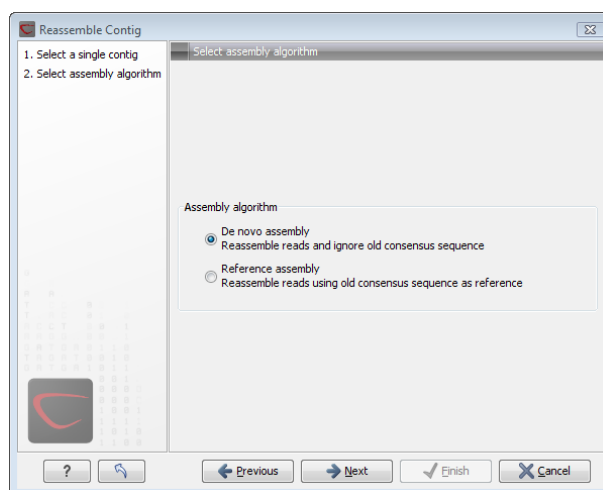 Reassemble Contig
1. Select a single contig
2. Select assembly algorithm
Select assembly algorithm
Assembly algorithm
De novo assembly
Reassemble reads and ignore old consensus sequence
Reference assembly
Reassemble reads using old consensus sequence as reference
?
Previous
Next
Finish
Cancel